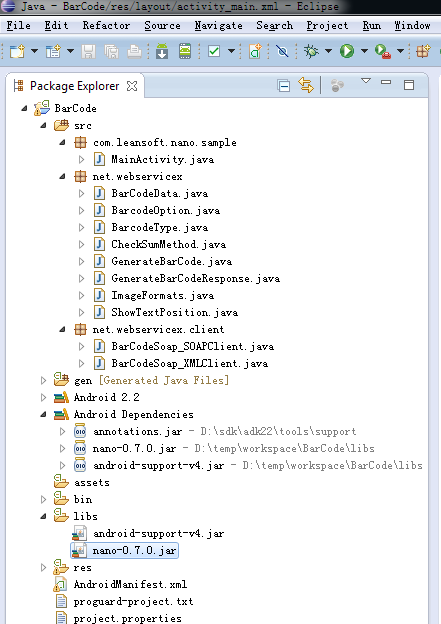 Java - BarCode/res/layout/activity_main.xml - Eclipse
File Edit Refactor Source Navigate Search Project Run Window
Package Explorer
BarCode
src
com.leansoft.nano.sample
MainActivity.java
net.webservicex
BarCodeData.java
BarcodeOption.java
BarcodeType.java
CheckSumMethod.java
GenerateBarCode.java
GenerateBarCodeResponse.java
ImageFormats.java
ShowTextPosition.java
net.webservicex.client
BarCodeSoap_SOAPClient.java
BarCodeSoap_XMLClient.java
gen [Generated Java Files]
Android 2.2
Android Dependencies
annotations.jar - D:\sdk\adk22\tools\support
nano-0.7.0.jar - D:\temp\workspace\BarCode\libs
android-support-v4.jar - D:\temp\workspace\BarCode\libs
assets
bin
libs
android-support-v4.jar
nano-0.7.0.jar
res
AndroidManifest.xml
proguard-project.txt
project.properties